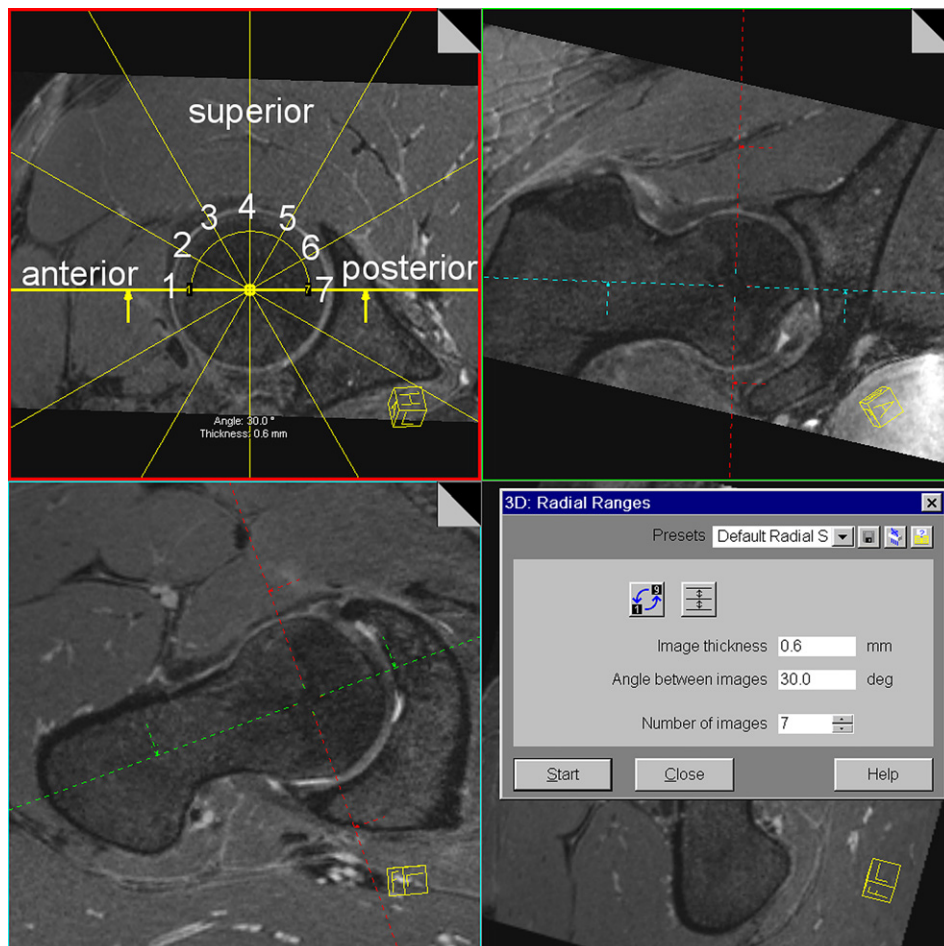 superior
4
3 5
2 6
anterior 1 7 posterior
Angle: 30.0 °
Thickness: 0.6 mm
H
L
A
F L
3D: Radial Ranges
Presets Default Radial S
1 9
Image thickness 0.6 mm
Angle between images 30.0 deg
Number of images 7
Start Close Help
F L